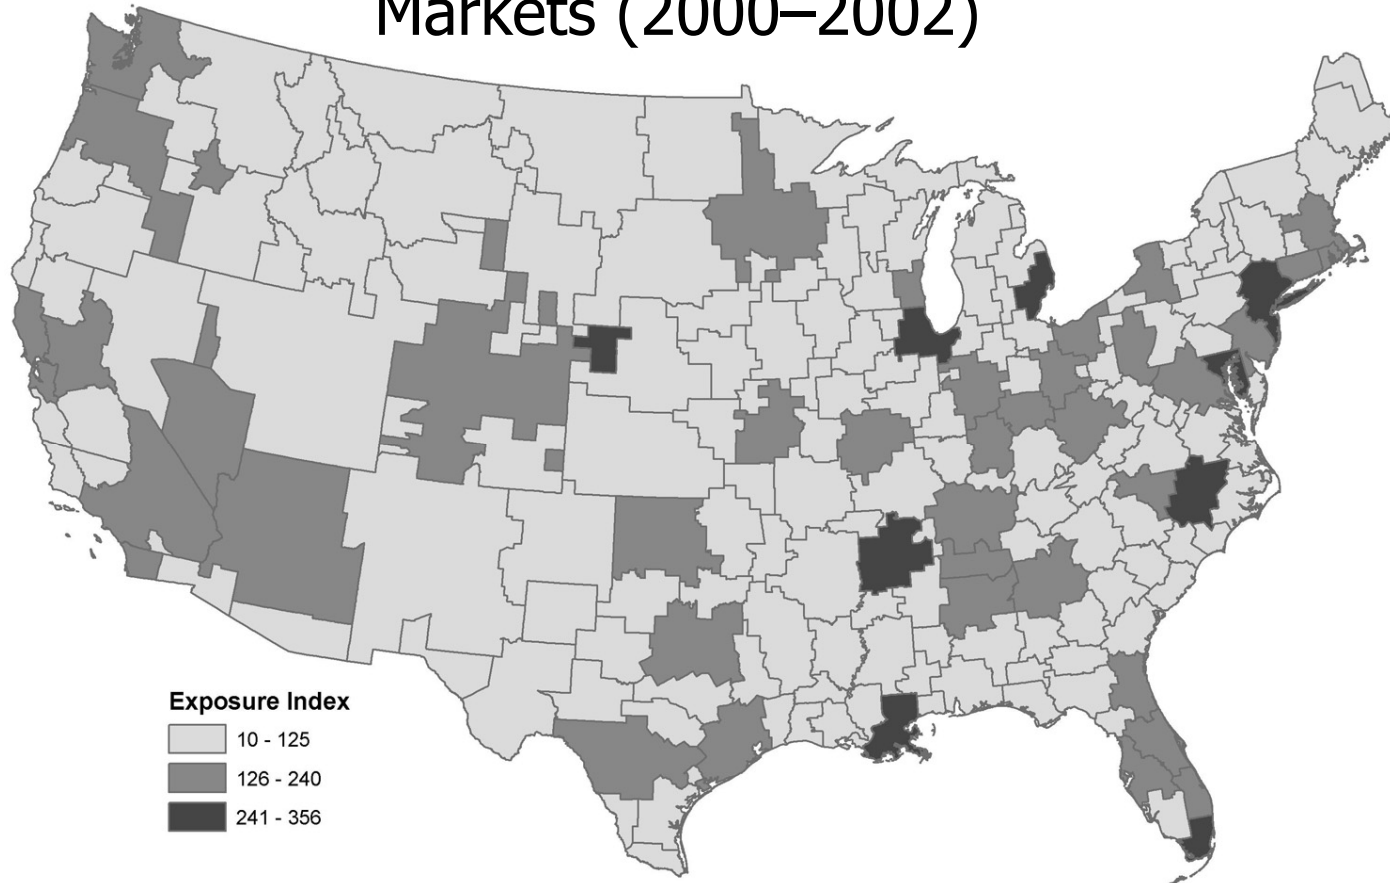 Markets (2000–2002)
Exposure Index
10 - 125
126 - 240
241 - 356